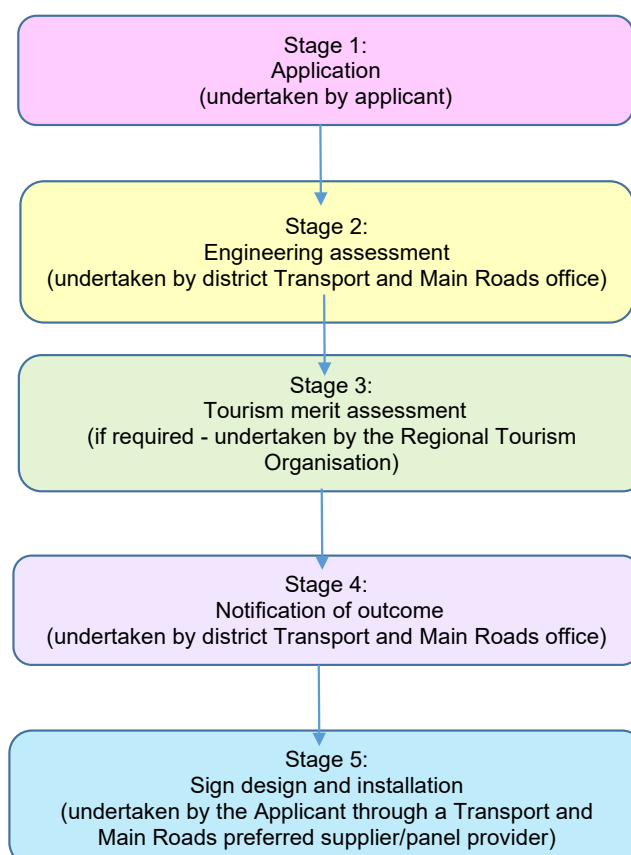 Stage 1:
Application
(undertaken by applicant)
Stage 2:
Engineering assessment
(undertaken by district Transport and Main Roads office)
Stage 3:
Tourism merit assessment
(if required - undertaken by the Regional Tourism
Organisation)
Stage 4:
Notification of outcome
(undertaken by district Transport and Main Roads office)
Stage 5:
Sign design and installation
(undertaken by the Applicant through a Transport and
Main Roads preferred supplier/panel provider)